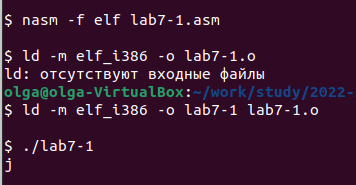 $ nasm -f elf lab7-1.asm
$ ld -m elf_i386 -o lab7-1.o
ld: отсутствуют входные файлы
olga@olga-VirtualBox:~/work/study/2022-
$ ld -m elf_i386 -o lab7-1 lab7-1.o
$ ./lab7-1
j